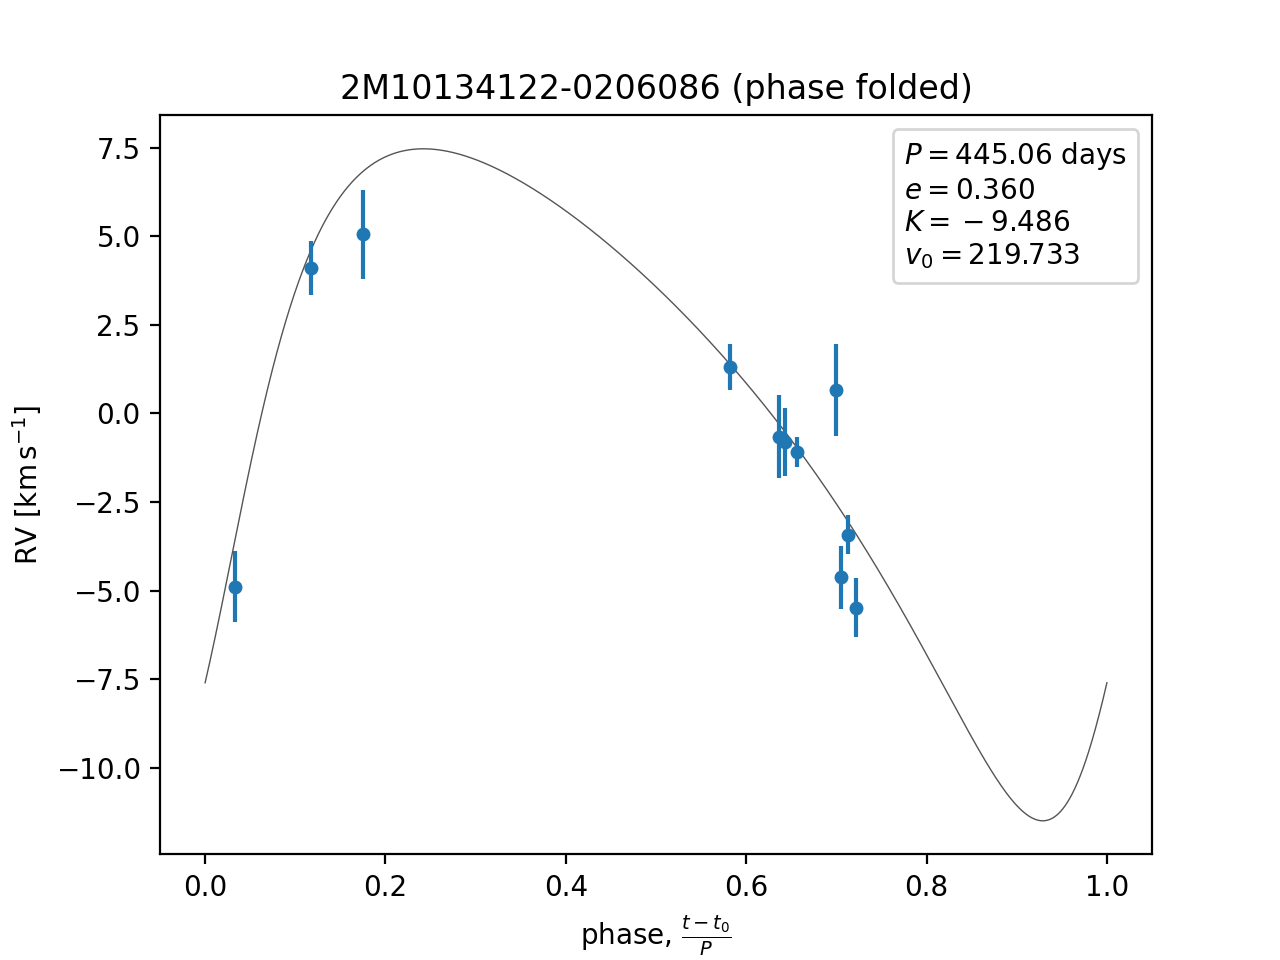 2M10134122-0206086 (phase folded)
P = 445.06 days
e = 0.360
K = −9.486
v₀ = 219.733
RV [km s⁻¹]
7.5
5.0
2.5
0.0
−2.5
−5.0
−7.5
−10.0
0.0 0.2 0.4 0.6 0.8 1.0
phase, (t − t₀)/P